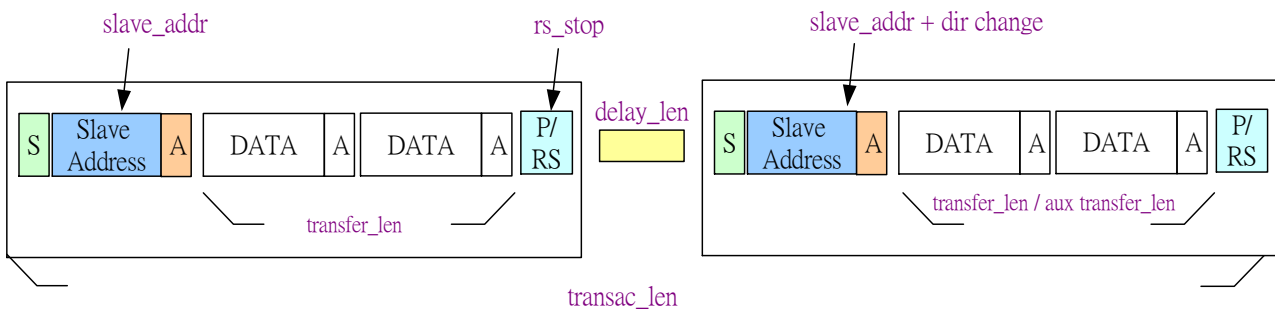 slave_addr
rs_stop
slave_addr + dir change
S
Slave
Address
A
DATA
A
DATA
A
P/
RS
delay_len
S
Slave
Address
A
DATA
A
DATA
A
P/
RS
transfer_len
transfer_len / aux transfer_len
transac_len